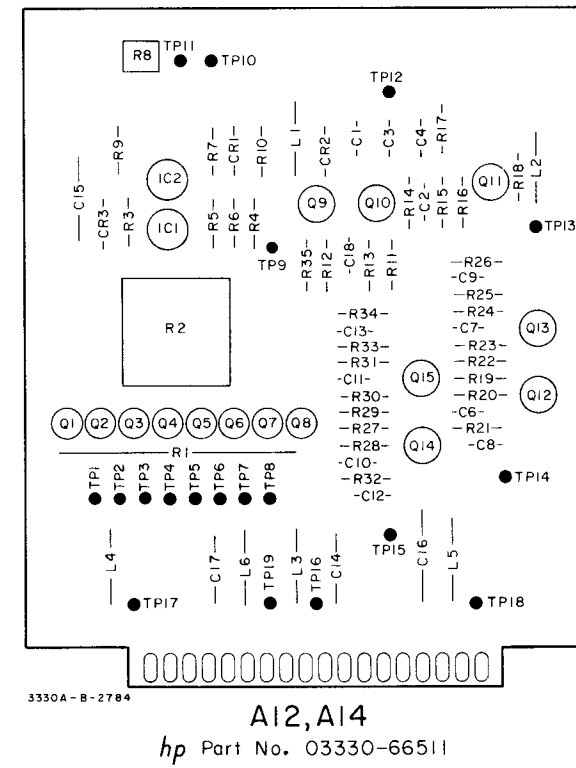 R8
TP11
TP10
TP12
R9
R7
CR1
R10
L1
CR2
C1
C3
C4
R17
C15
IC2
Q11
R18
L2
CR3
R3
IC1
R5
R6
R4
Q9
Q10
R14
C2
R15
R16
TP13
TP9
R35
R12
C18
R13
R11
R2
R34
C13
R33
R31
C11
R30
R29
R27
R28
C10
R32
C12
R26
C9
R25
R24
C7
R23
R22
R19
R20
C6
R21
C8
Q13
Q15
Q12
Q14
Q1 Q2 Q3 Q4 Q5 Q6 Q7 Q8
R1
TP1 TP2 TP3 TP4 TP5 TP6 TP7 TP8
TP14
TP15
L4
C17
L6
TP19
L3
TP16
C14
C16
L5
TP17
TP18
3330A-B-2784
A12, A14
hp Part No. 03330-66511